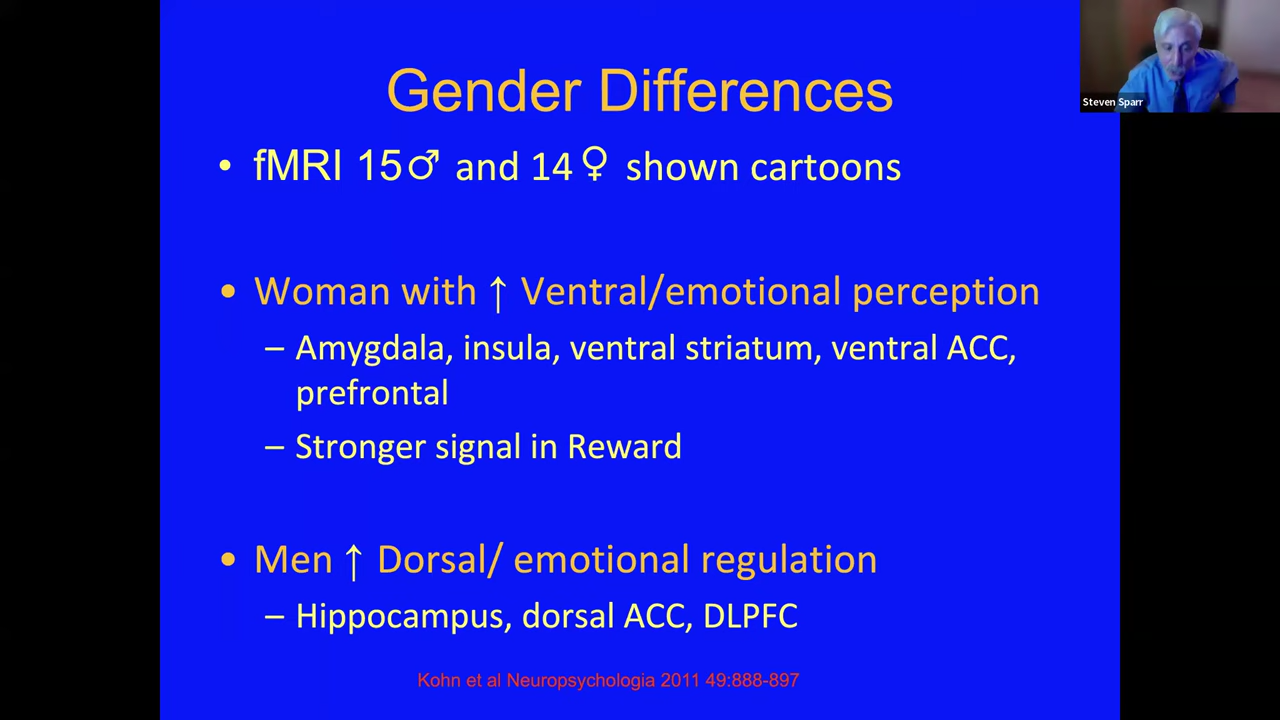 Gender Differences
Steven Sparr
• fMRI 15♂ and 14♀ shown cartoons
• Woman with ↑ Ventral/emotional perception
– Amygdala, insula, ventral striatum, ventral ACC,
prefrontal
– Stronger signal in Reward
• Men ↑ Dorsal/ emotional regulation
– Hippocampus, dorsal ACC, DLPFC
Kohn et al Neuropsychologia 2011 49:888-897